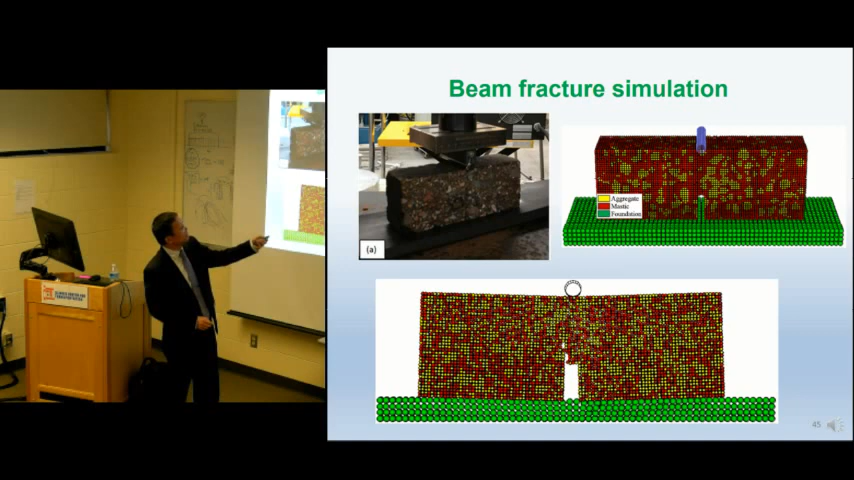 Beam fracture simulation
Aggregate
Mastic
Foundation
(a)
45